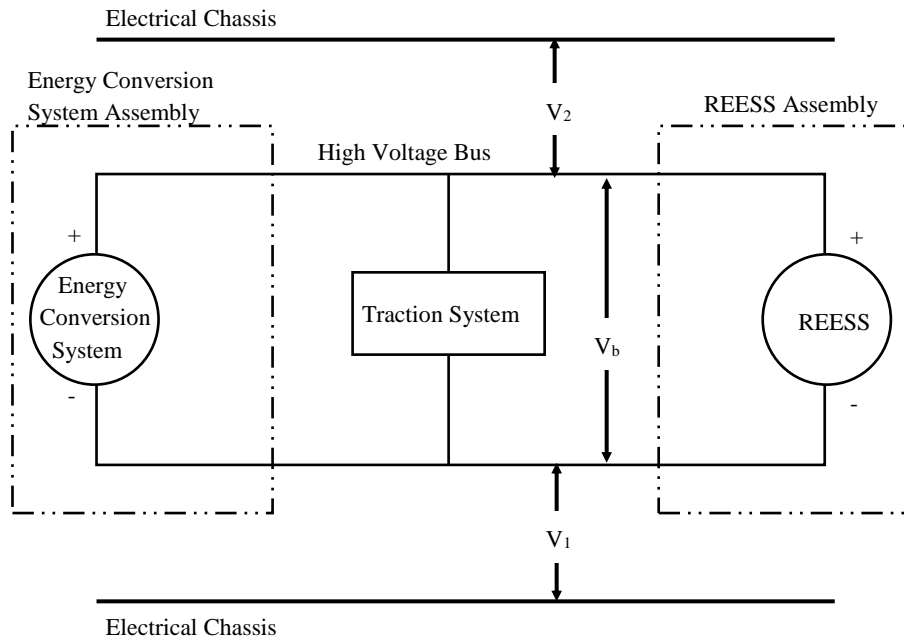 Electrical Chassis
Energy Conversion
System Assembly
V2
REESS Assembly
High Voltage Bus
+
+
Energy
Conversion
System
Traction System
REESS
Vb
-
-
V1
Electrical Chassis